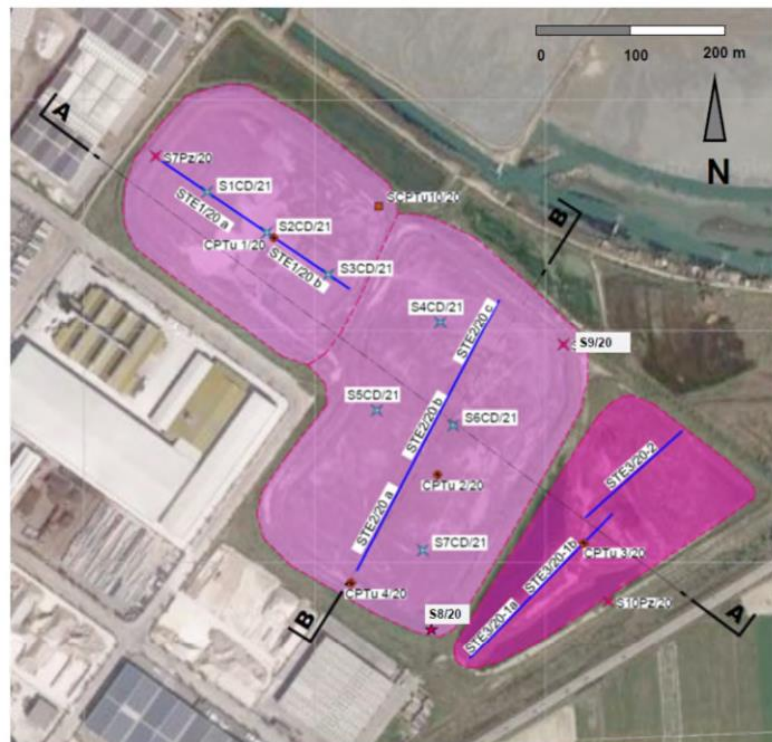 0 100 200 m
A
N
S7Pz/20
S1CD/21
SCPTu10/20
STE1/20 a
S2CD/21
CPTu 1/20
B
STE1/20 b
S3CD/21
S4CD/21
STE2/20 c
S9/20
S5CD/21
STE2/20 b
S6CD/21
STE3/20-2
CPTu 2/20
STE2/20 a
S7CD/21
STE3/20-1b
CPTu 3/20
CPTu 4/20
S10Pz/20
B
S8/20
STE3/20-1a
A